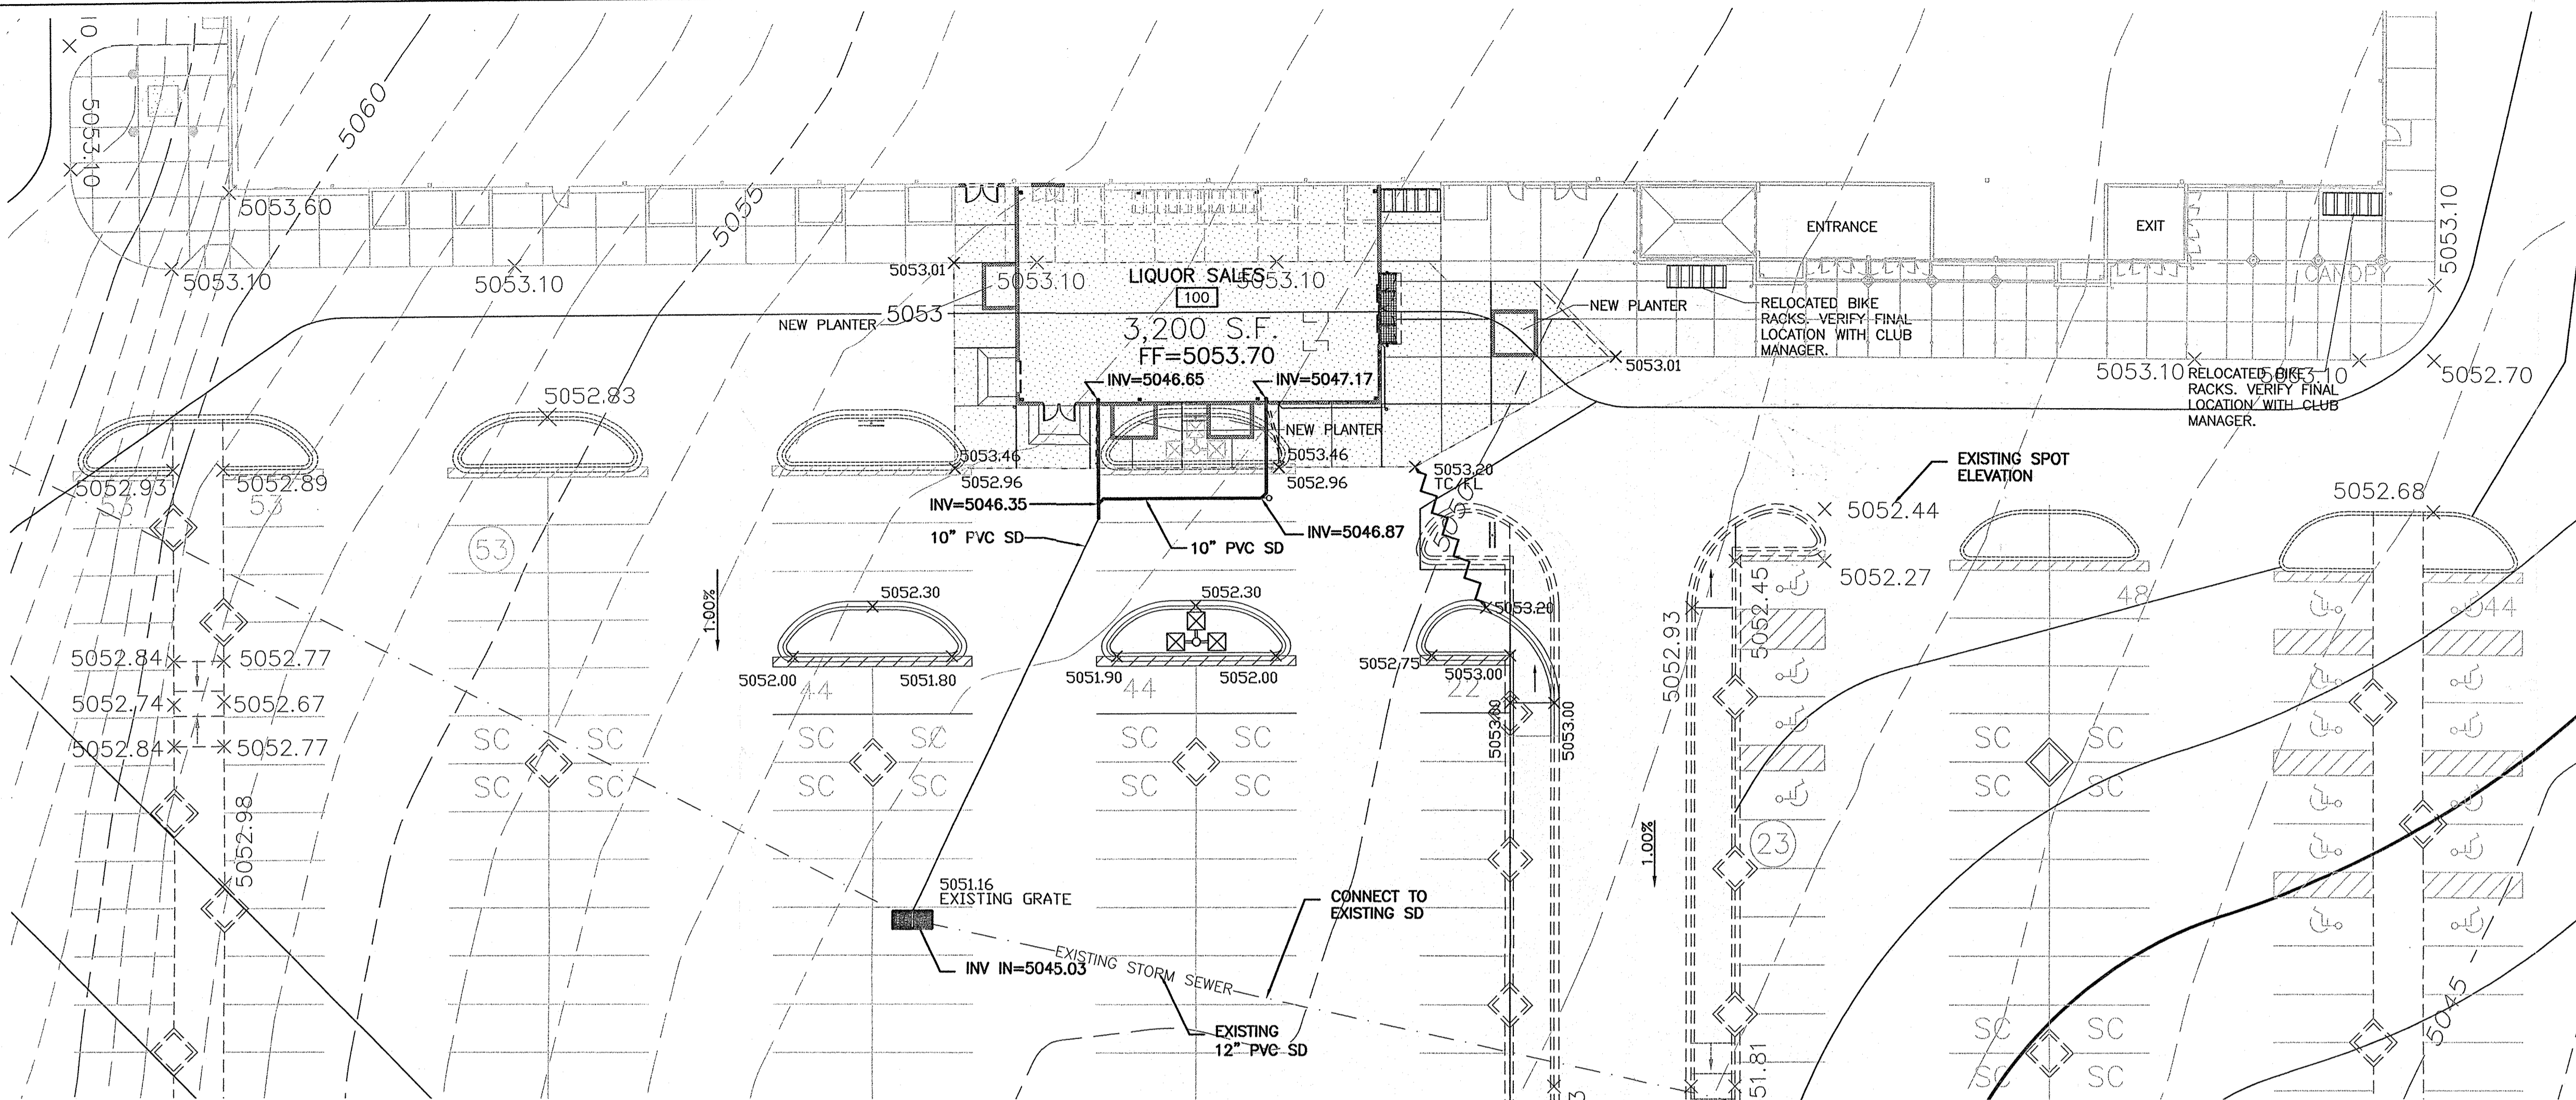 10
5053.10
5060
5053.60
5053.10
5053.10
5055
5053.01
5053.10
LIQUOR SALES
5053.10
100
3,200 S.F.
FF=5053.70
NEW PLANTER
5053
INV=5046.65
INV=5047.17
NEW PLANTER
ENTRANCE
EXIT
CANOPY
5053.10
RELOCATED BIKE
RACKS. VERIFY FINAL
LOCATION WITH CLUB
MANAGER.
5053.01
5053.10
5053.10
RELOCATED BIKE
RACKS. VERIFY FINAL
LOCATION WITH CLUB
MANAGER.
5052.70
5052.83
NEW PLANTER
5053.46
5052.96
5053.46
5052.96
5053.20
TC/FL
5050
EXISTING SPOT
ELEVATION
5052.44
5052.68
5052.93
5052.89
53
53
53
INV=5046.35
10" PVC SD
10" PVC SD
INV=5046.87
5052.27
5052.45
5052.93
48
44
1.00%
5052.30
5052.30
5053.20
5052.84
5052.77
5052.74
5052.67
5052.84
5052.77
5052.00
5051.80
44
5051.90
5052.00
44
5052.75
5053.00
22
5053.00
SC SC
SC SC
SC SC
SC SC
SC SC
SC SC
SC SC
SC SC
5052.98
1.00%
23
5051.16
EXISTING GRATE
INV IN=5045.03
EXISTING STORM SEWER
CONNECT TO
EXISTING SD
EXISTING
12" PVC SD
51.81
SC SC
SC SC
5045
3